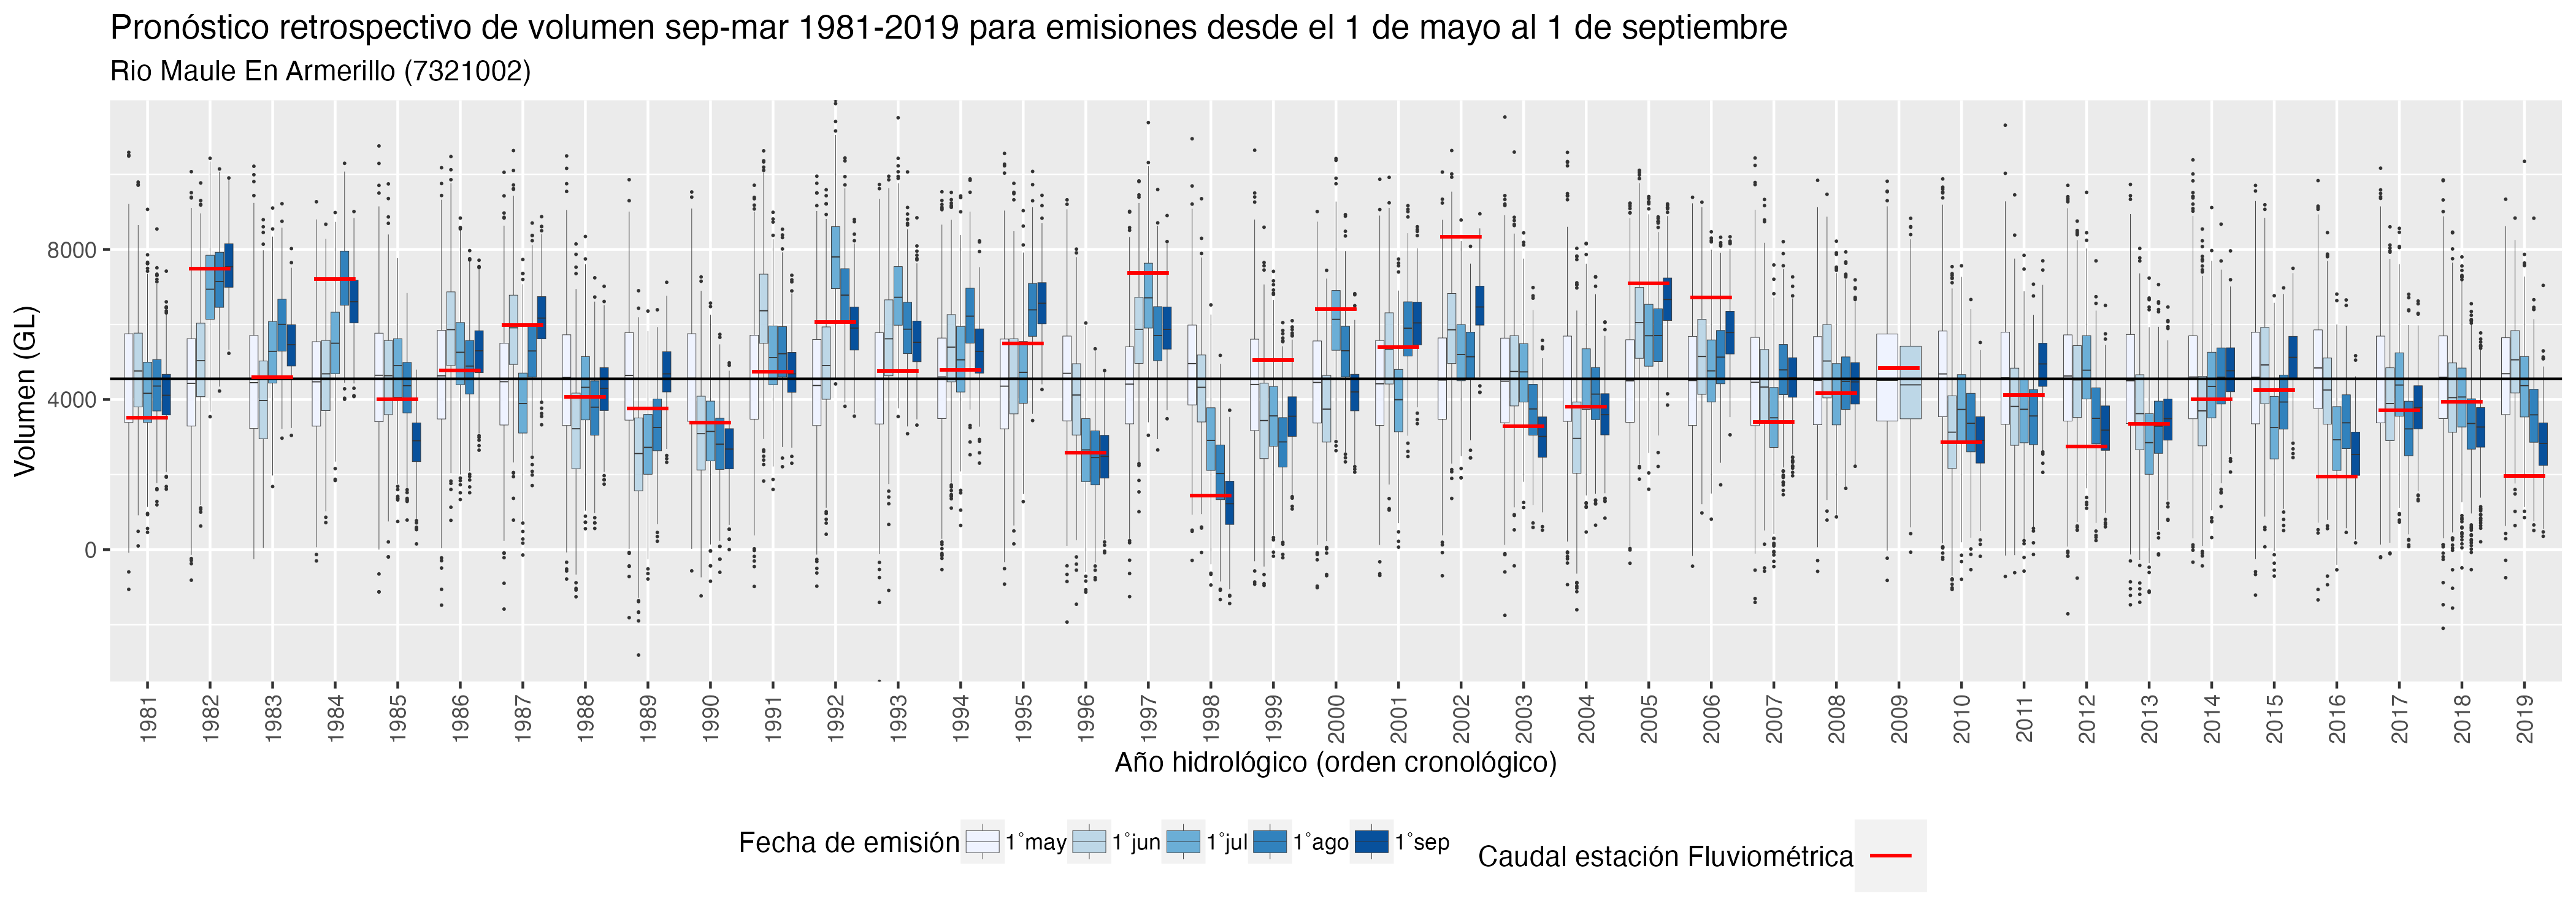 Pronóstico retrospectivo de volumen sep-mar 1981-2019 para emisiones desde el 1 de mayo al 1 de septiembre
Rio Maule En Armerillo (7321002)
Volumen (GL)
8000
4000
0
1981 1982 1983 1984 1985 1986 1987 1988 1989 1990 1991 1992 1993 1994 1995 1996 1997 1998 1999 2000 2001 2002 2003 2004 2005 2006 2007 2008 2009 2010 2011 2012 2013 2014 2015 2016 2017 2018 2019
Año hidrológico (orden cronológico)
Fecha de emisión 1°may 1°jun 1°jul 1°ago 1°sep Caudal estación Fluviométrica